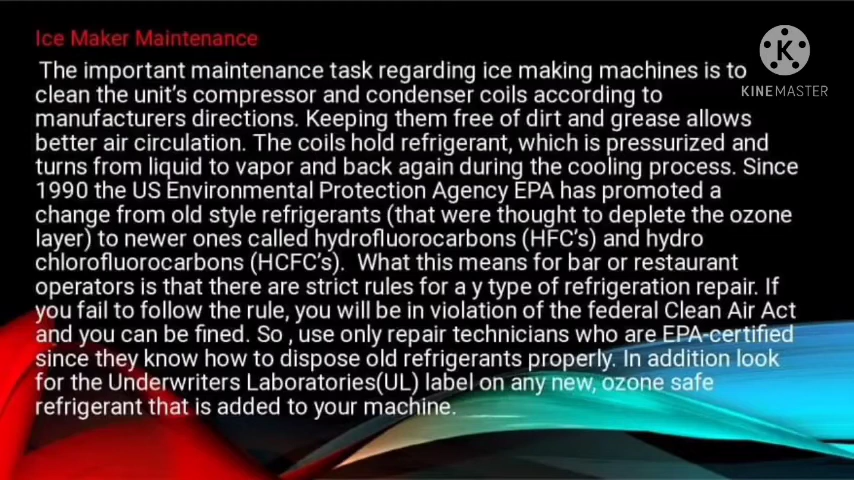 Ice Maker Maintenance
The important maintenance task regarding ice making machines is to
clean the unit's compressor and condenser coils according to
manufacturers directions. Keeping them free of dirt and grease allows
better air circulation. The coils hold refrigerant, which is pressurized and
turns from liquid to vapor and back again during the cooling process. Since
1990 the US Environmental Protection Agency EPA has promoted a
change from old style refrigerants (that were thought to deplete the ozone
layer) to newer ones called hydrofluorocarbons (HFC's) and hydro
chlorofluorocarbons (HCFC's).  What this means for bar or restaurant
operators is that there are strict rules for a y type of refrigeration repair. If
you fail to follow the rule, you will be in violation of the federal Clean Air Act
and you can be fined. So , use only repair technicians who are EPA-certified
since they know how to dispose old refrigerants properly. In addition look
for the Underwriters Laboratories(UL) label on any new, ozone safe
refrigerant that is added to your machine.
K
KINEMASTER